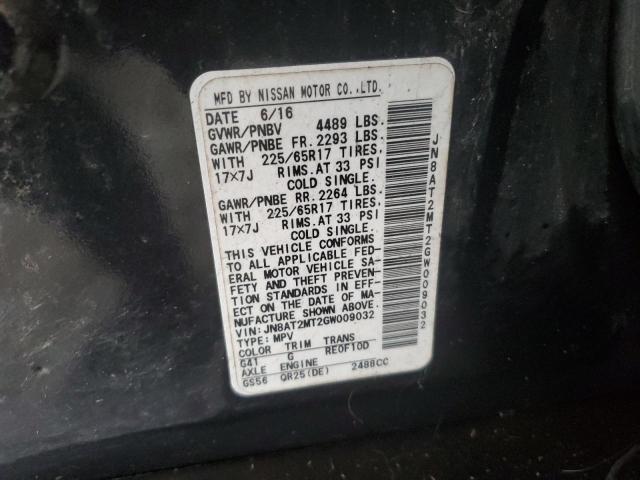 MFD BY NISSAN MOTOR CO.,LTD.
DATE 6/16
GVWR/PNBV 4489 LBS.
GAWR/PNBE FR. 2293 LBS.
WITH 225/65R17 TIRES,
17×7J RIMS. AT 33 PSI
COLD SINGLE.
GAWR/PNBE RR. 2264 LBS.
WITH 225/65R17 TIRES,
17×7J RIMS. AT 33 PSI
COLD SINGLE.
THIS VEHICLE CONFORMS
TO ALL APPLICABLE FED-
ERAL MOTOR VEHICLE SA-
FETY AND THEFT PREVEN-
TION STANDARDS IN EFF-
ECT ON THE DATE OF MA-
NUFACTURE SHOWN ABOVE.
VIN: JN8AT2MT2GW009032
TYPE: MPV
COLOR TRIM TRANS
G41 G RE0F10D
AXLE ENGINE
GS56 QR25(DE) 2488CC
JN8AT2MT2GW009032